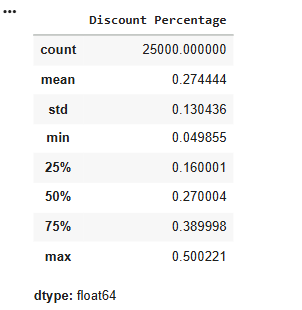 ...
Discount Percentage
count 25000.000000
mean 0.274444
std 0.130436
min 0.049855
25% 0.160001
50% 0.270004
75% 0.389998
max 0.500221
dtype: float64